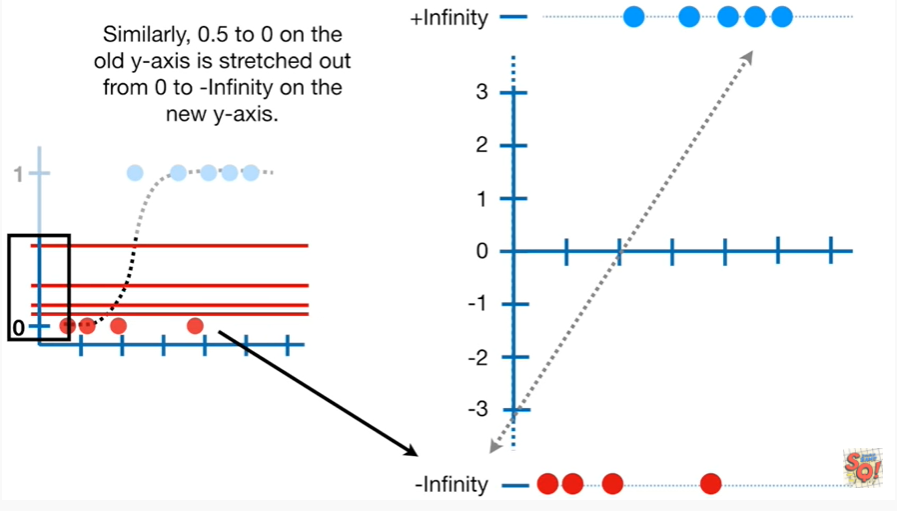 Similarly, 0.5 to 0 on the
old y-axis is stretched out
from 0 to -Infinity on the
new y-axis.
1
0
+Infinity
3
2
1
0
-1
-2
-3
-Infinity
SQ!